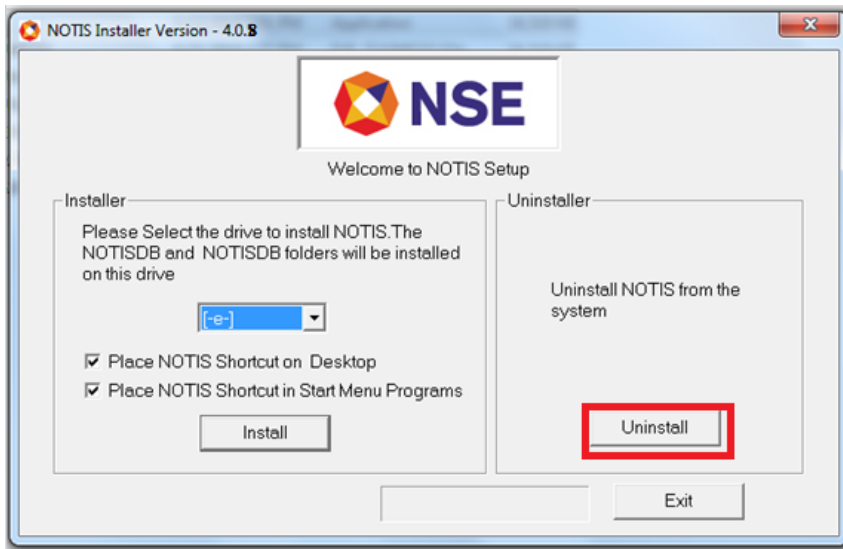 NOTIS Installer Version - 4.0.
NSE
Welcome to NOTIS Setup
Installer
Please Select the drive to install NOTIS.The
NOTISDB and NOTISDB folders will be installed
on this drive
[-e-]
Place NOTIS Shortcut on Desktop
Place NOTIS Shortcut in Start Menu Programs
Install
Uninstaller
Uninstall NOTIS from the
system
Uninstall
Exit